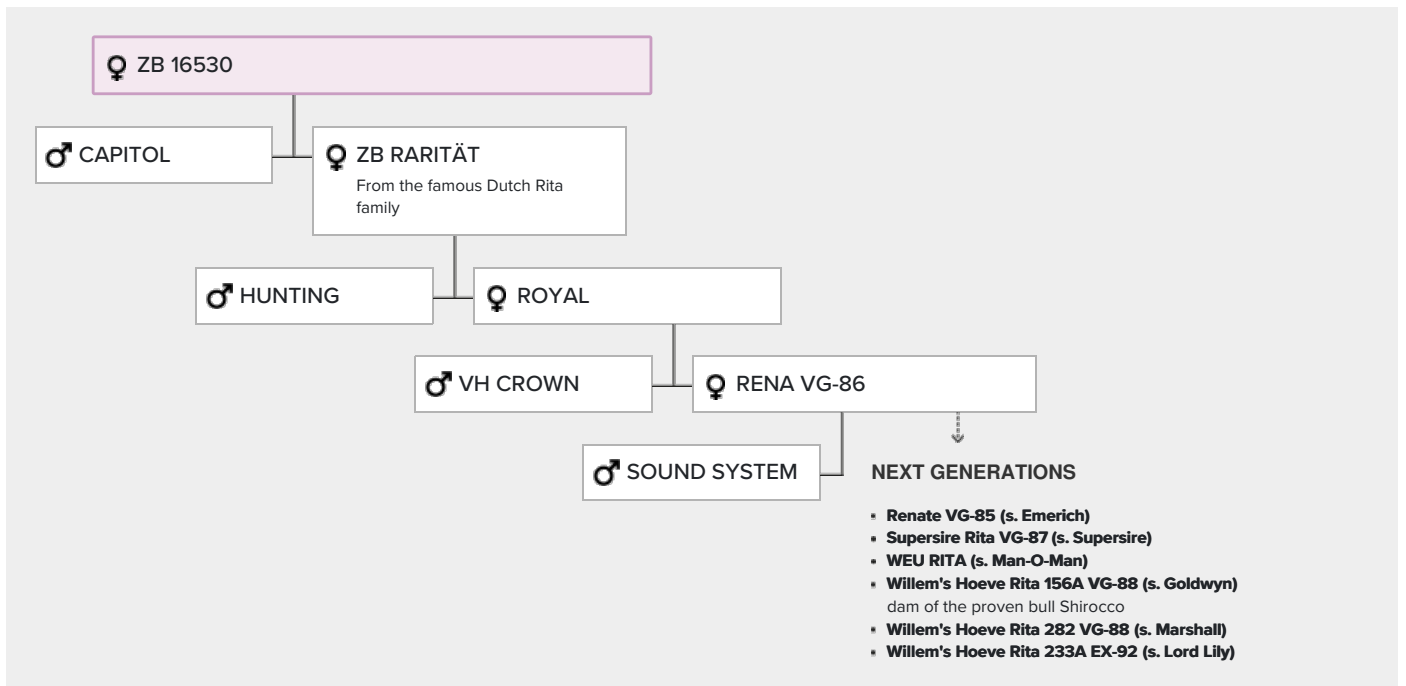 ZB 16530
CAPITOL
ZB RARITÄT
From the famous Dutch Rita
family
HUNTING
ROYAL
VH CROWN
RENA VG-86
SOUND SYSTEM
NEXT GENERATIONS
Renate VG-85 (s. Emerich)
Supersire Rita VG-87 (s. Supersire)
WEU RITA (s. Man-O-Man)
Willem's Hoeve Rita 156A VG-88 (s. Goldwyn)
dam of the proven bull Shirocco
Willem's Hoeve Rita 282 VG-88 (s. Marshall)
Willem's Hoeve Rita 233A EX-92 (s. Lord Lily)